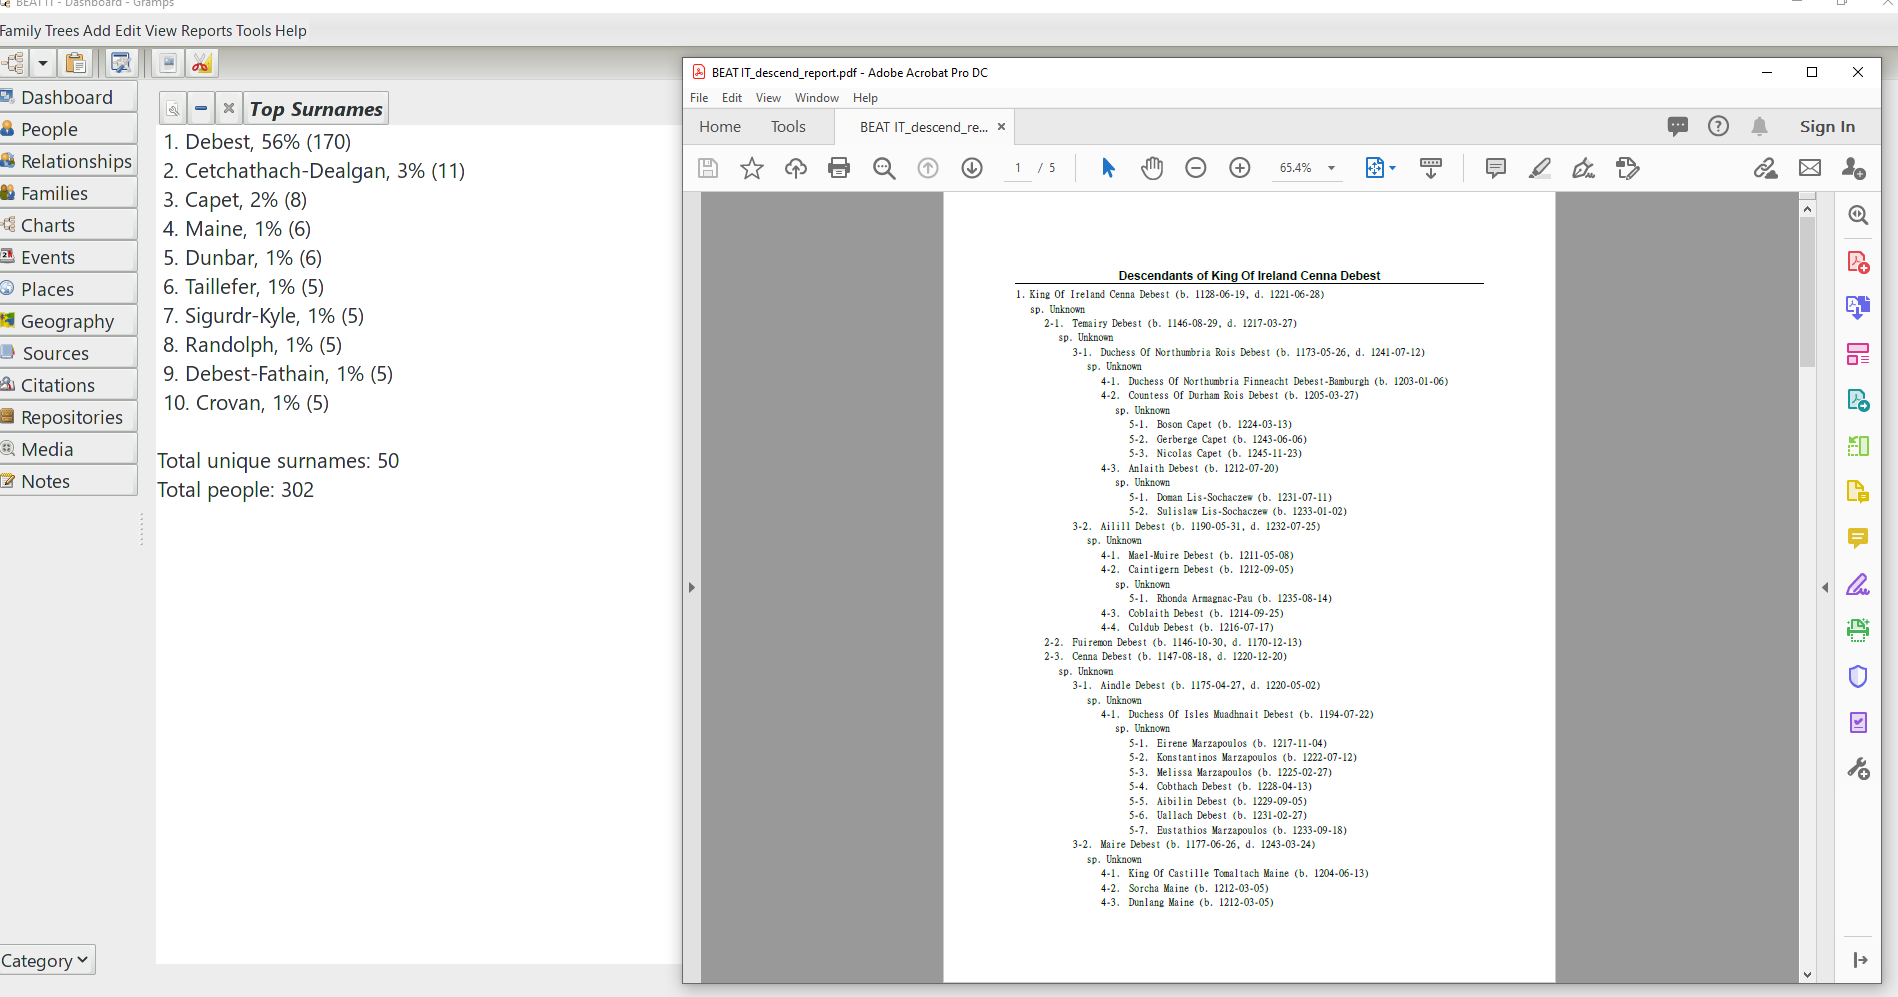 BEAT IT - Dashboard - Gramps
Family Trees Add Edit View Reports Tools Help
Dashboard
People
Relationships
Families
Charts
Events
Places
Geography
Sources
Citations
Repositories
Media
Notes
Category
Top Surnames
1. Debest, 56% (170)
2. Cetchathach-Dealgan, 3% (11)
3. Capet, 2% (8)
4. Maine, 1% (6)
5. Dunbar, 1% (6)
6. Taillefer, 1% (5)
7. Sigurdr-Kyle, 1% (5)
8. Randolph, 1% (5)
9. Debest-Fathain, 1% (5)
10. Crovan, 1% (5)
Total unique surnames: 50
Total people: 302
BEAT IT_descend_report.pdf - Adobe Acrobat Pro DC
File Edit View Window Help
Home Tools BEAT IT_descend_re... Sign In
1 / 5 65.4%
Descendants of King Of Ireland Cenna Debest
1. King Of Ireland Cenna Debest (b. 1128-06-19, d. 1221-06-28)
sp. Unknown
2-1. Temairy Debest (b. 1146-08-29, d. 1217-03-27)
sp. Unknown
3-1. Duchess Of Northumbria Rois Debest (b. 1173-05-26, d. 1241-07-12)
sp. Unknown
4-1. Duchess Of Northumbria Finneacht Debest-Bamburgh (b. 1203-01-06)
4-2. Countess Of Durham Rois Debest (b. 1205-03-27)
sp. Unknown
5-1. Boson Capet (b. 1224-03-13)
5-2. Gerberge Capet (b. 1243-06-06)
5-3. Nicolas Capet (b. 1245-11-23)
4-3. Anlaith Debest (b. 1212-07-20)
sp. Unknown
5-1. Doman Lis-Sochaczew (b. 1231-07-11)
5-2. Sulislaw Lis-Sochaczew (b. 1233-01-02)
3-2. Ailill Debest (b. 1190-05-31, d. 1232-07-25)
sp. Unknown
4-1. Mael-Muire Debest (b. 1211-05-08)
4-2. Caintigern Debest (b. 1212-09-05)
sp. Unknown
5-1. Rhonda Armagnac-Pau (b. 1235-08-14)
4-3. Coblaith Debest (b. 1214-09-25)
4-4. Culdub Debest (b. 1216-07-17)
2-2. Fuiremon Debest (b. 1146-10-30, d. 1170-12-13)
2-3. Cenna Debest (b. 1147-08-18, d. 1220-12-20)
sp. Unknown
3-1. Aindle Debest (b. 1175-04-27, d. 1220-05-02)
sp. Unknown
4-1. Duchess Of Isles Muadhnait Debest (b. 1194-07-22)
sp. Unknown
5-1. Eirene Marzapoulos (b. 1217-11-04)
5-2. Konstantinos Marzapoulos (b. 1222-07-12)
5-3. Melissa Marzapoulos (b. 1225-02-27)
5-4. Cobthach Debest (b. 1228-04-13)
5-5. Aibilin Debest (b. 1229-09-05)
5-6. Uallach Debest (b. 1231-02-27)
5-7. Eustathios Marzapoulos (b. 1233-09-18)
3-2. Maire Debest (b. 1177-06-26, d. 1243-03-24)
sp. Unknown
4-1. King Of Castille Tomaltach Maine (b. 1204-06-13)
4-2. Sorcha Maine (b. 1212-03-05)
4-3. Dunlang Maine (b. 1212-03-05)